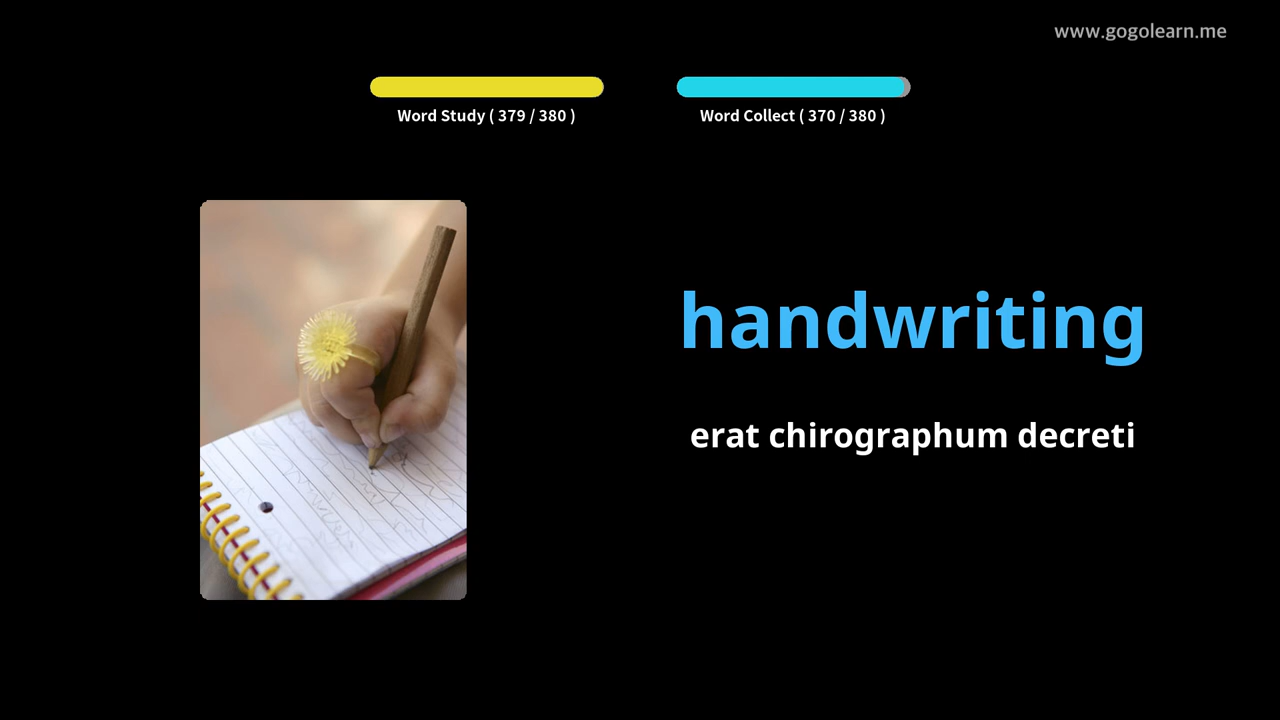 www.gogolearn.me
Word Study ( 379 / 380 )
Word Collect ( 370 / 380 )
handwriting
erat chirographum decreti